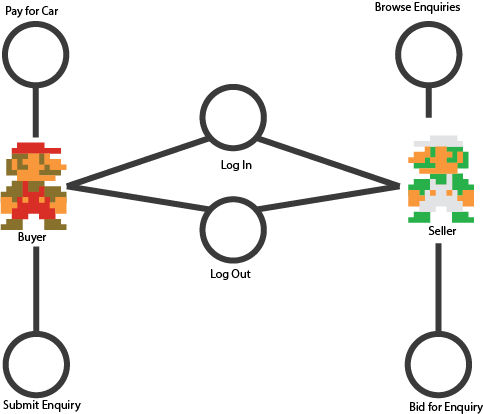 Pay for Car
Browse Enquiries
Log In
Buyer
Seller
Log Out
Submit Enquiry
Bid for Enquiry